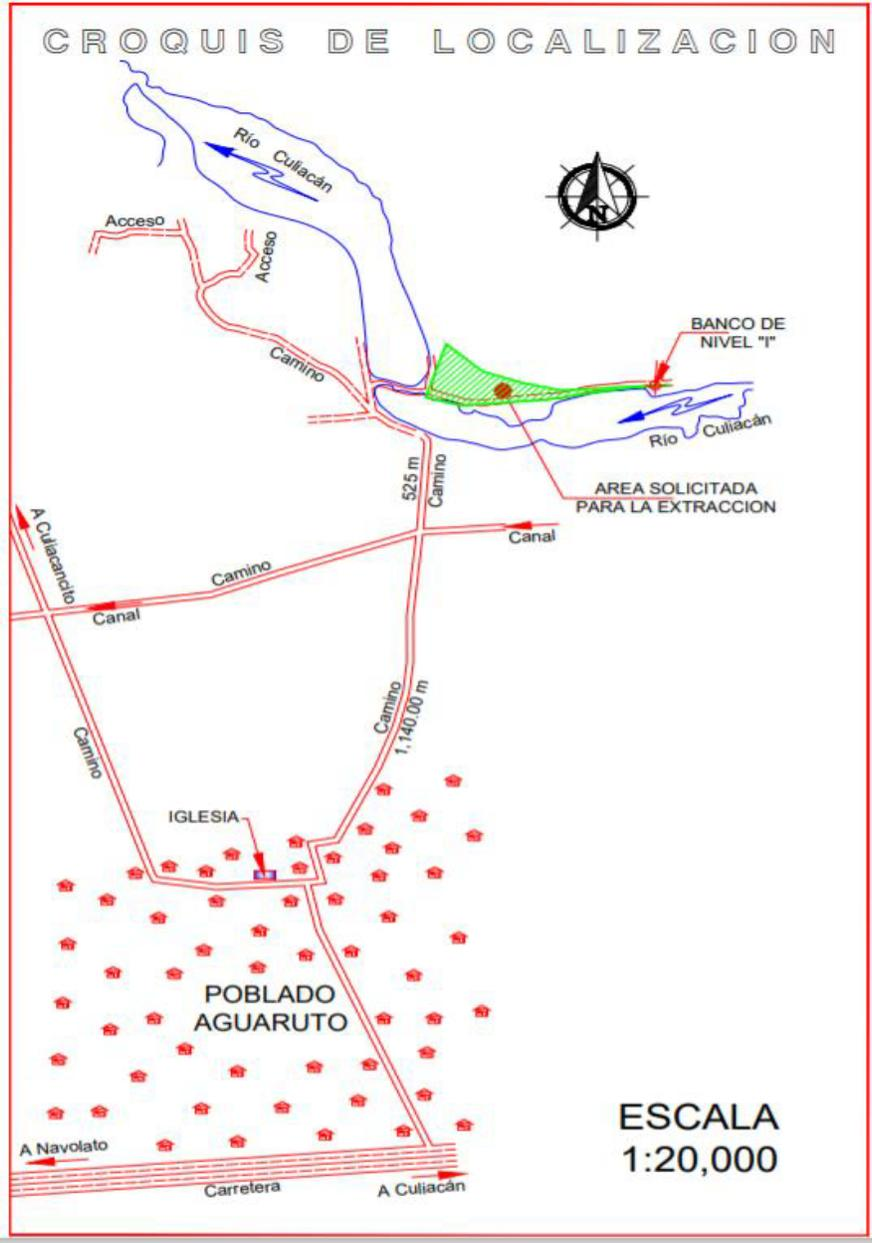 CROQUIS DE LOCALIZACION
Río Culiacán
Acceso
Acceso
N
BANCO DE
NIVEL "I"
Camino
Río Culiacán
525 m
Camino
AREA SOLICITADA
PARA LA EXTRACCION
A Culiacancito
Canal
Camino
Canal
Camino
1,140.00 m
Camino
IGLESIA
POBLADO
AGUARUTO
ESCALA
1:20,000
A Navolato
Carretera
A Culiacán